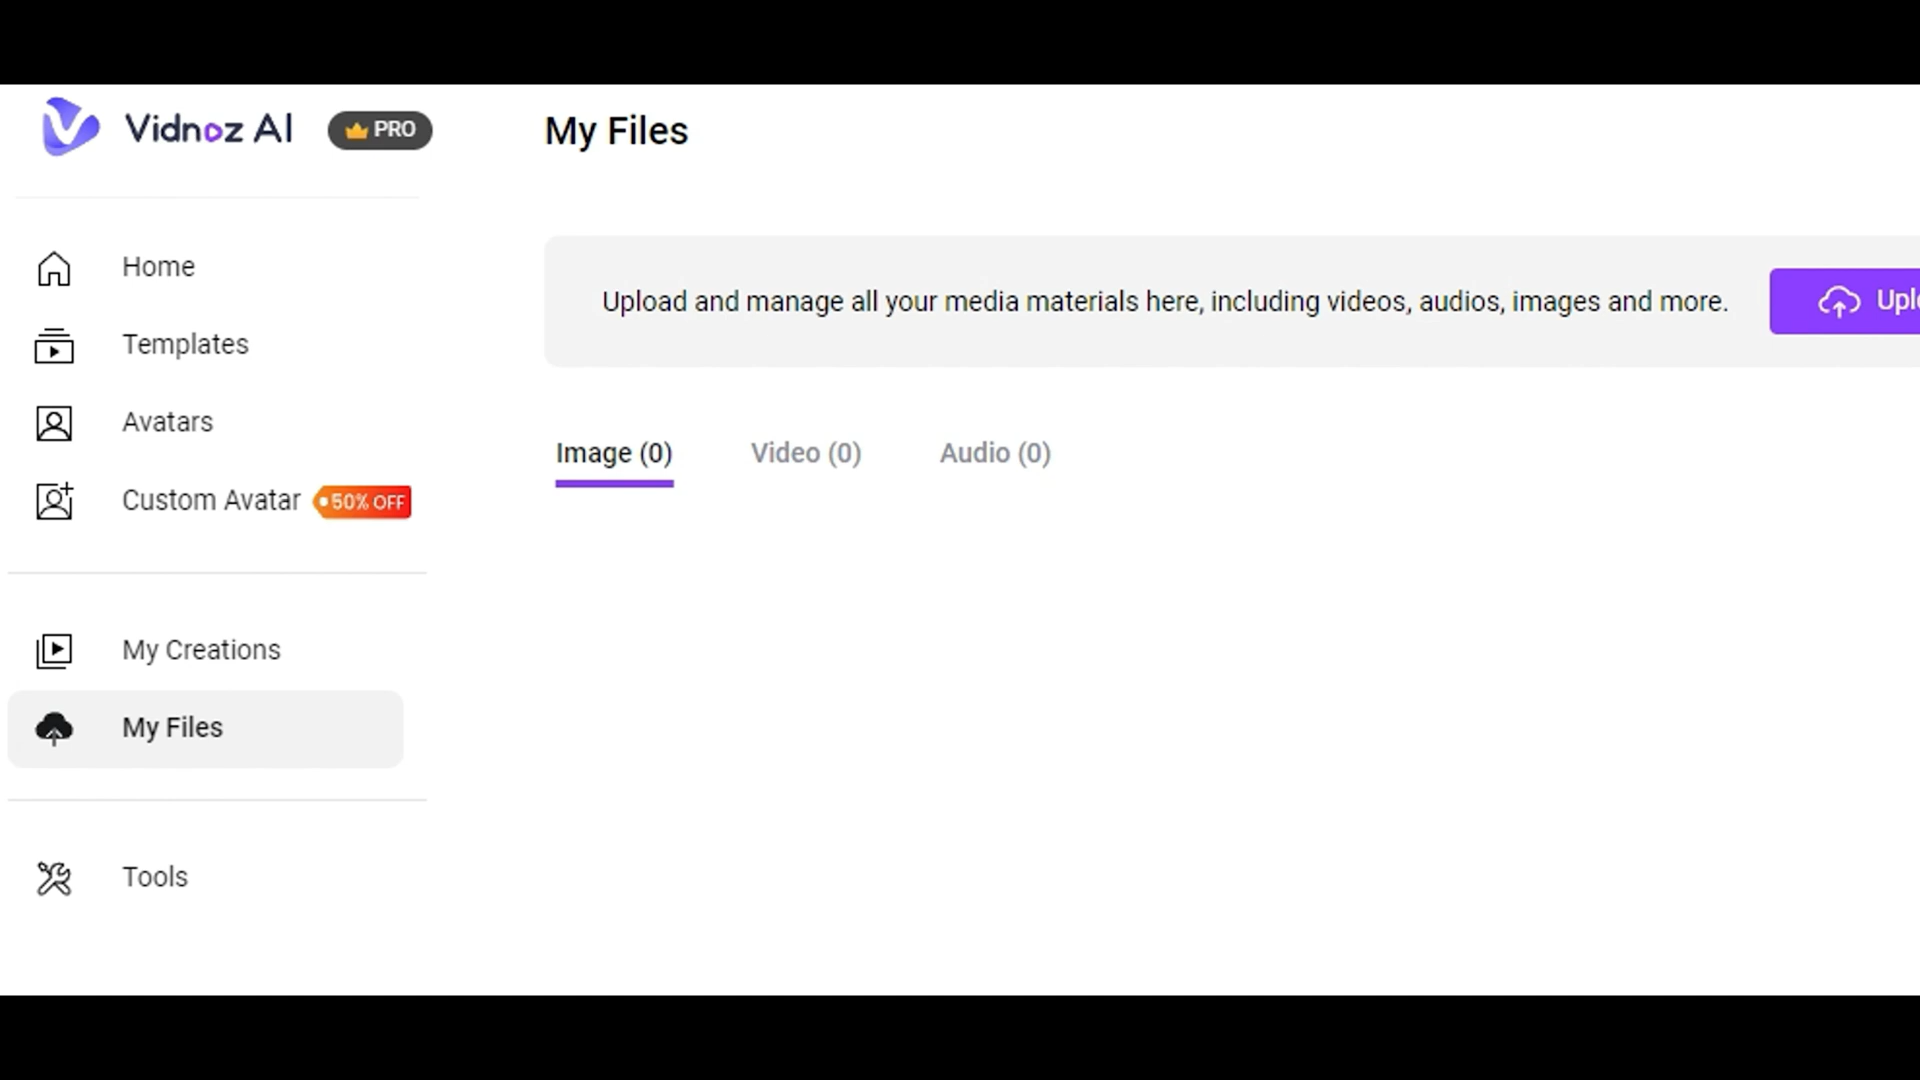 Vidnoz AI PRO
My Files
Home
Templates
Avatars
Custom Avatar 50% OFF
My Creations
My Files
Tools
Upload and manage all your media materials here, including videos, audios, images and more.
Image (0) Video (0) Audio (0)